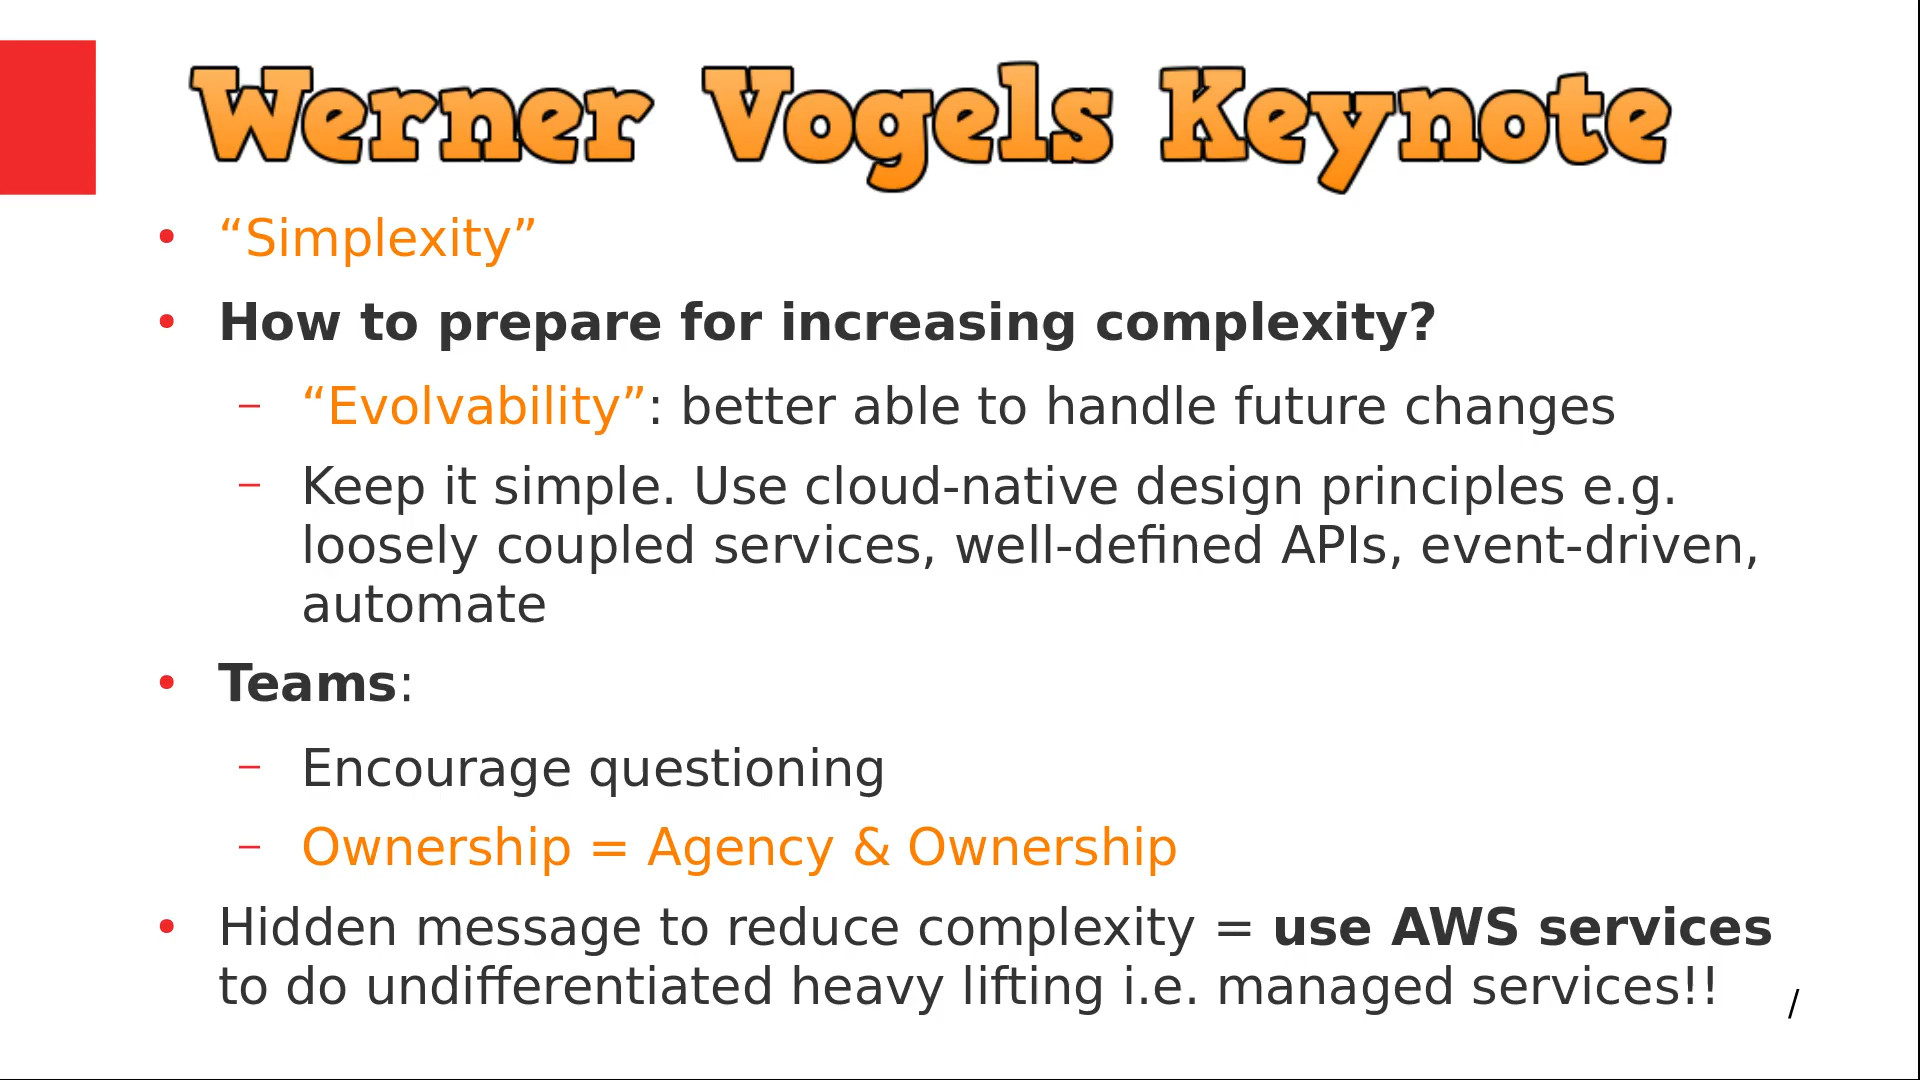 Werner Vogels Keynote
• “Simplexity”
• How to prepare for increasing complexity?
– “Evolvability”: better able to handle future changes
– Keep it simple. Use cloud-native design principles e.g.
loosely coupled services, well-defined APIs, event-driven,
automate
• Teams:
– Encourage questioning
– Ownership = Agency & Ownership
• Hidden message to reduce complexity = use AWS services
to do undifferentiated heavy lifting i.e. managed services!!
/